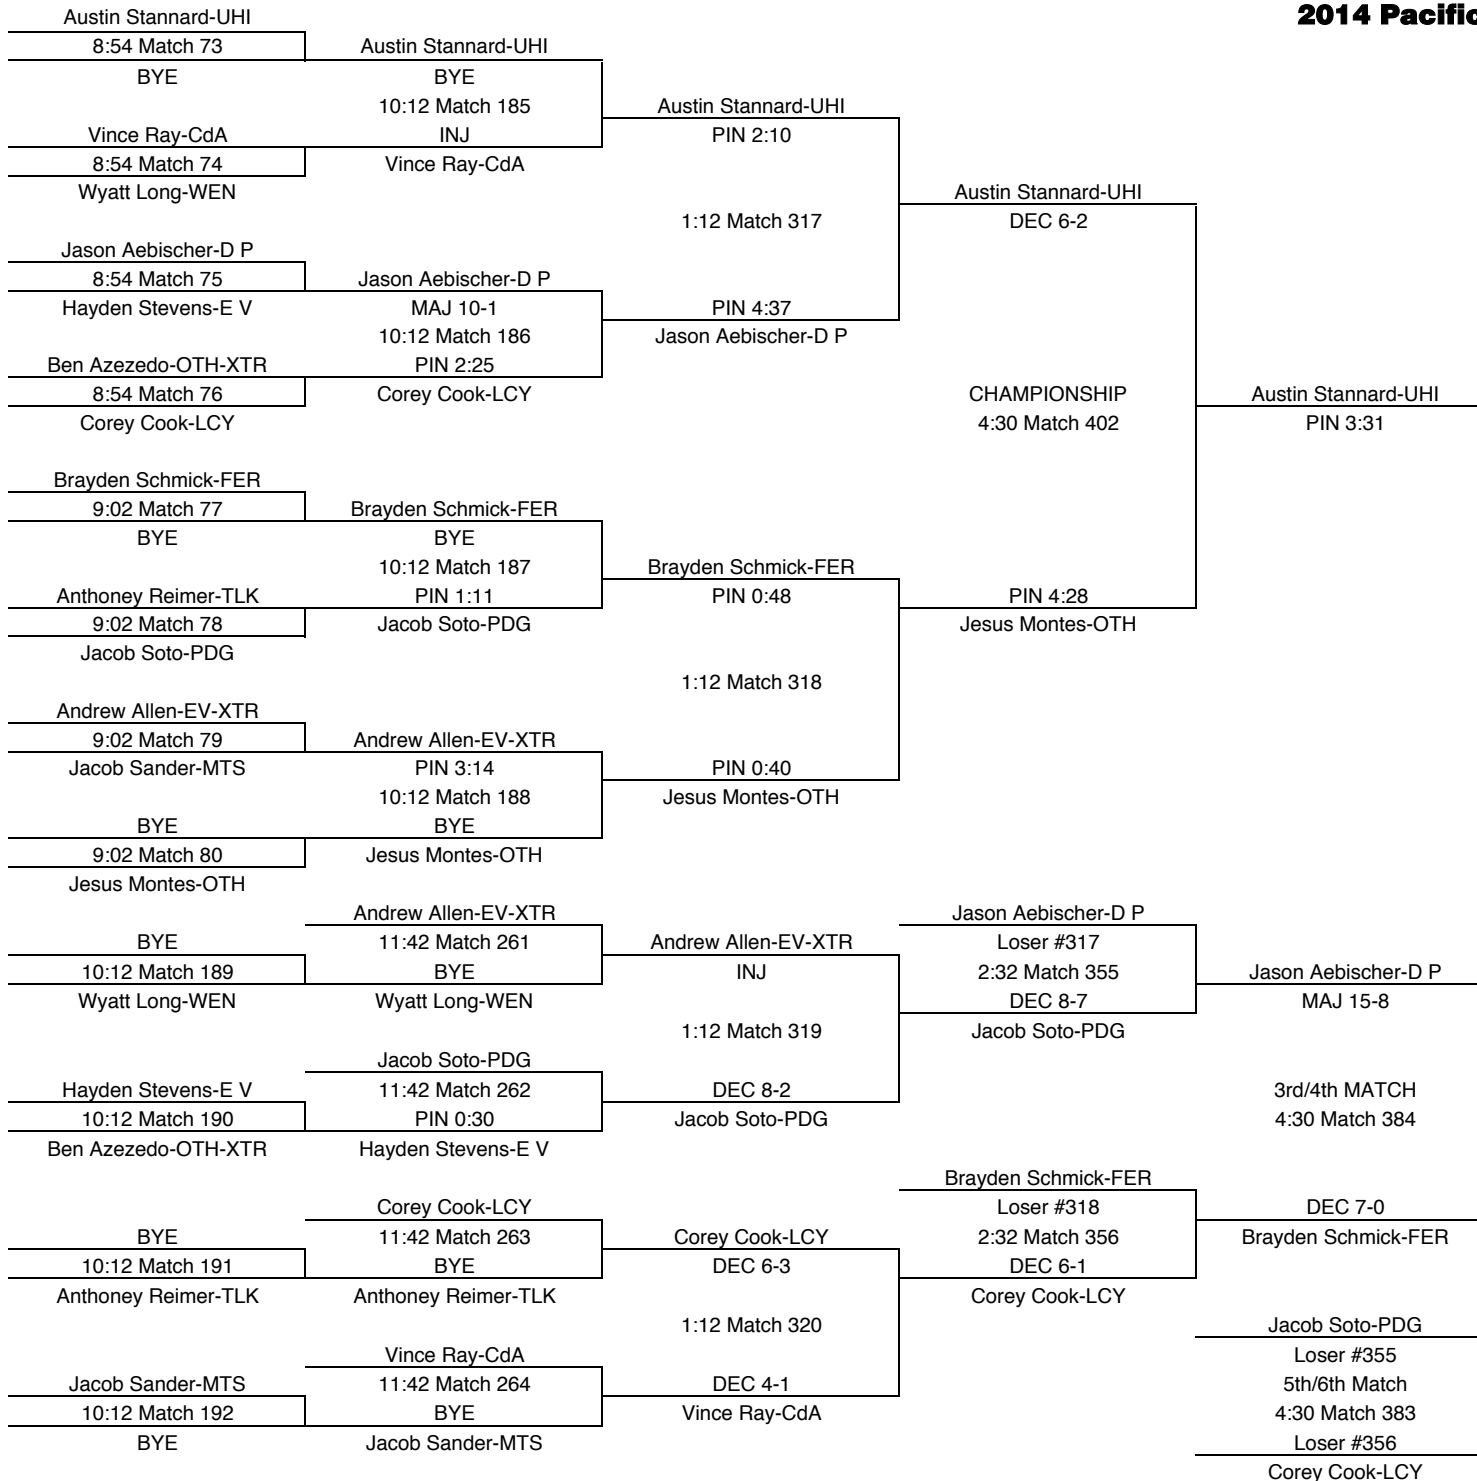 2014 Pacific
Austin Stannard-UHI
8:54 Match 73
BYE
Vince Ray-CdA
8:54 Match 74
Wyatt Long-WEN
Jason Aebischer-D P
8:54 Match 75
Hayden Stevens-E V
Ben Azezedo-OTH-XTR
8:54 Match 76
Corey Cook-LCY
Brayden Schmick-FER
9:02 Match 77
BYE
Anthoney Reimer-TLK
9:02 Match 78
Jacob Soto-PDG
Andrew Allen-EV-XTR
9:02 Match 79
Jacob Sander-MTS
BYE
9:02 Match 80
Jesus Montes-OTH
Austin Stannard-UHI
BYE
10:12 Match 185
INJ
Vince Ray-CdA
Jason Aebischer-D P
MAJ 10-1
10:12 Match 186
PIN 2:25
Corey Cook-LCY
Brayden Schmick-FER
BYE
10:12 Match 187
PIN 1:11
Jacob Soto-PDG
Andrew Allen-EV-XTR
PIN 3:14
10:12 Match 188
BYE
Jesus Montes-OTH
Austin Stannard-UHI
PIN 2:10
1:12 Match 317
PIN 4:37
Jason Aebischer-D P
Brayden Schmick-FER
PIN 0:48
1:12 Match 318
PIN 0:40
Jesus Montes-OTH
Austin Stannard-UHI
DEC 6-2
CHAMPIONSHIP
4:30 Match 402
PIN 4:28
Jesus Montes-OTH
Austin Stannard-UHI
PIN 3:31
BYE
10:12 Match 189
Wyatt Long-WEN
Hayden Stevens-E V
10:12 Match 190
Ben Azezedo-OTH-XTR
BYE
10:12 Match 191
Anthoney Reimer-TLK
Jacob Sander-MTS
10:12 Match 192
BYE
Andrew Allen-EV-XTR
11:42 Match 261
BYE
Wyatt Long-WEN
Jacob Soto-PDG
11:42 Match 262
PIN 0:30
Hayden Stevens-E V
Corey Cook-LCY
11:42 Match 263
BYE
Anthoney Reimer-TLK
Vince Ray-CdA
11:42 Match 264
BYE
Jacob Sander-MTS
Andrew Allen-EV-XTR
INJ
1:12 Match 319
DEC 8-2
Jacob Soto-PDG
Corey Cook-LCY
DEC 6-3
1:12 Match 320
DEC 4-1
Vince Ray-CdA
Jason Aebischer-D P
Loser #317
2:32 Match 355
DEC 8-7
Jacob Soto-PDG
Brayden Schmick-FER
Loser #318
2:32 Match 356
DEC 6-1
Corey Cook-LCY
Jason Aebischer-D P
MAJ 15-8
3rd/4th MATCH
4:30 Match 384
DEC 7-0
Brayden Schmick-FER
Jacob Soto-PDG
Loser #355
5th/6th Match
4:30 Match 383
Loser #356
Corey Cook-LCY